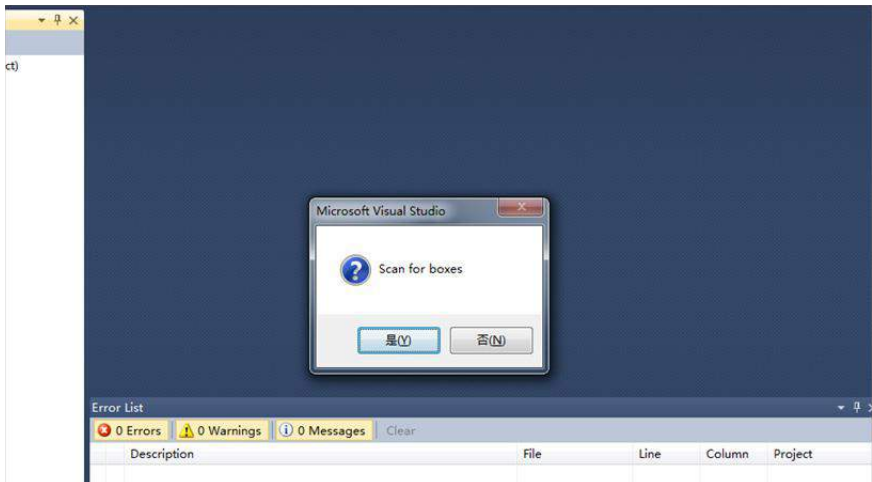 ct)
Microsoft Visual Studio
Scan for boxes
是(Y)
否(N)
Error List
0 Errors
0 Warnings
0 Messages
Clear
Description
File
Line
Column
Project